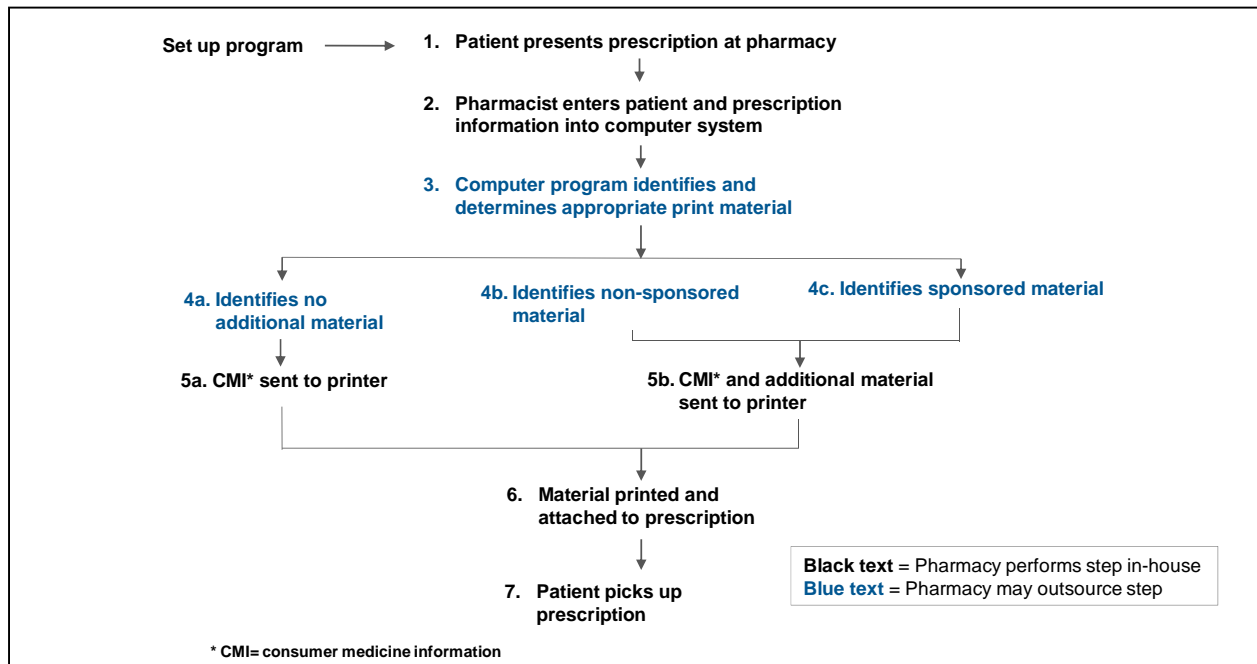 Set up program
1. Patient presents prescription at pharmacy
2. Pharmacist enters patient and prescription
information into computer system
3. Computer program identifies and
determines appropriate print material
4a. Identifies no
additional material
4b. Identifies non-sponsored
material
4c. Identifies sponsored material
5a. CMI* sent to printer
5b. CMI* and additional material
sent to printer
6. Material printed and
attached to prescription
7. Patient picks up
prescription
Black text = Pharmacy performs step in-house
Blue text = Pharmacy may outsource step
* CMI= consumer medicine information